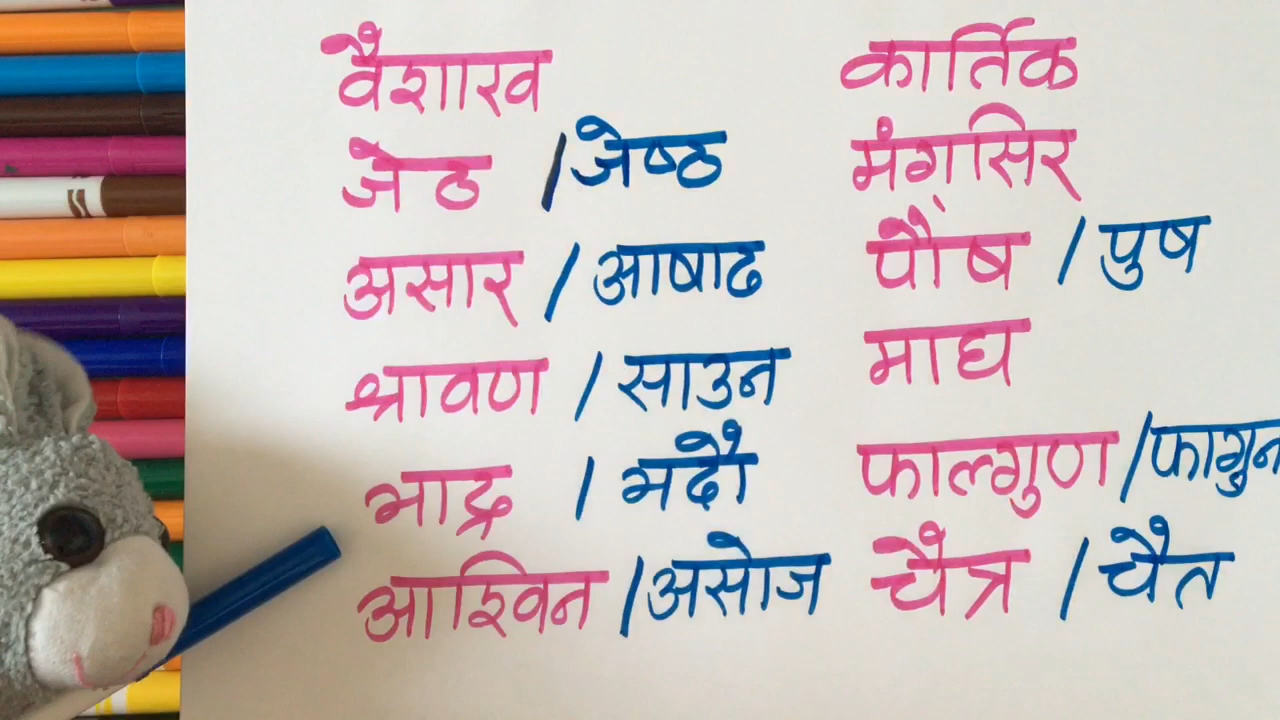 वैशाख
जेठ / जेष्ठ
असार / आषाढ
श्रावण / साउन
भाद्र / भदौ
आश्विन / असोज
कार्तिक
मंगसिर
पौष / पुष
माघ
फाल्गुण / फागुन
चैत्र / चैत